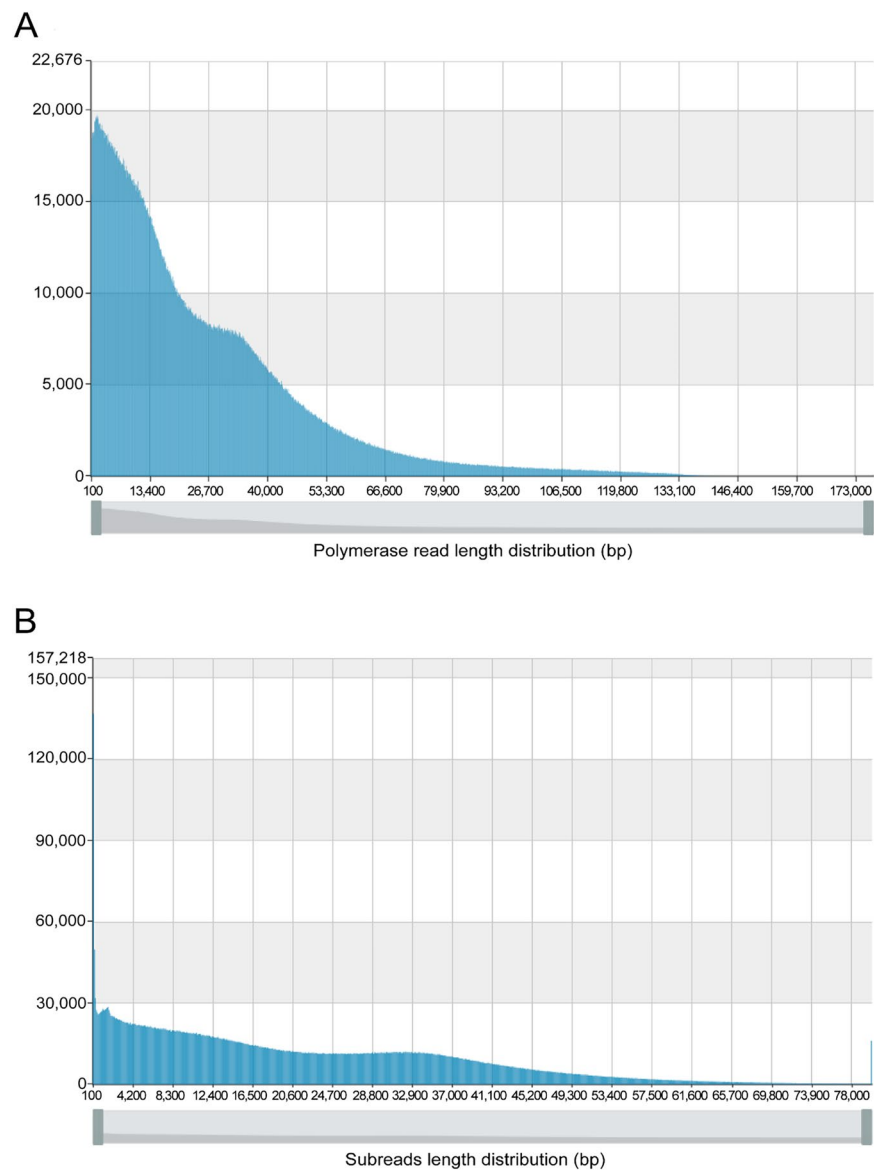 A
22,676
20,000
15,000
10,000
5,000
0
100 13,400 26,700 40,000 53,300 66,600 79,900 93,200 106,500 119,800 133,100 146,400 159,700 173,000
Polymerase read length distribution (bp)
B
157,218
150,000
120,000
90,000
60,000
30,000
0
100 4,200 8,300 12,400 16,500 20,600 24,700 28,800 32,900 37,000 41,100 45,200 49,300 53,400 57,500 61,600 65,700 69,800 73,900 78,000
Subreads length distribution (bp)